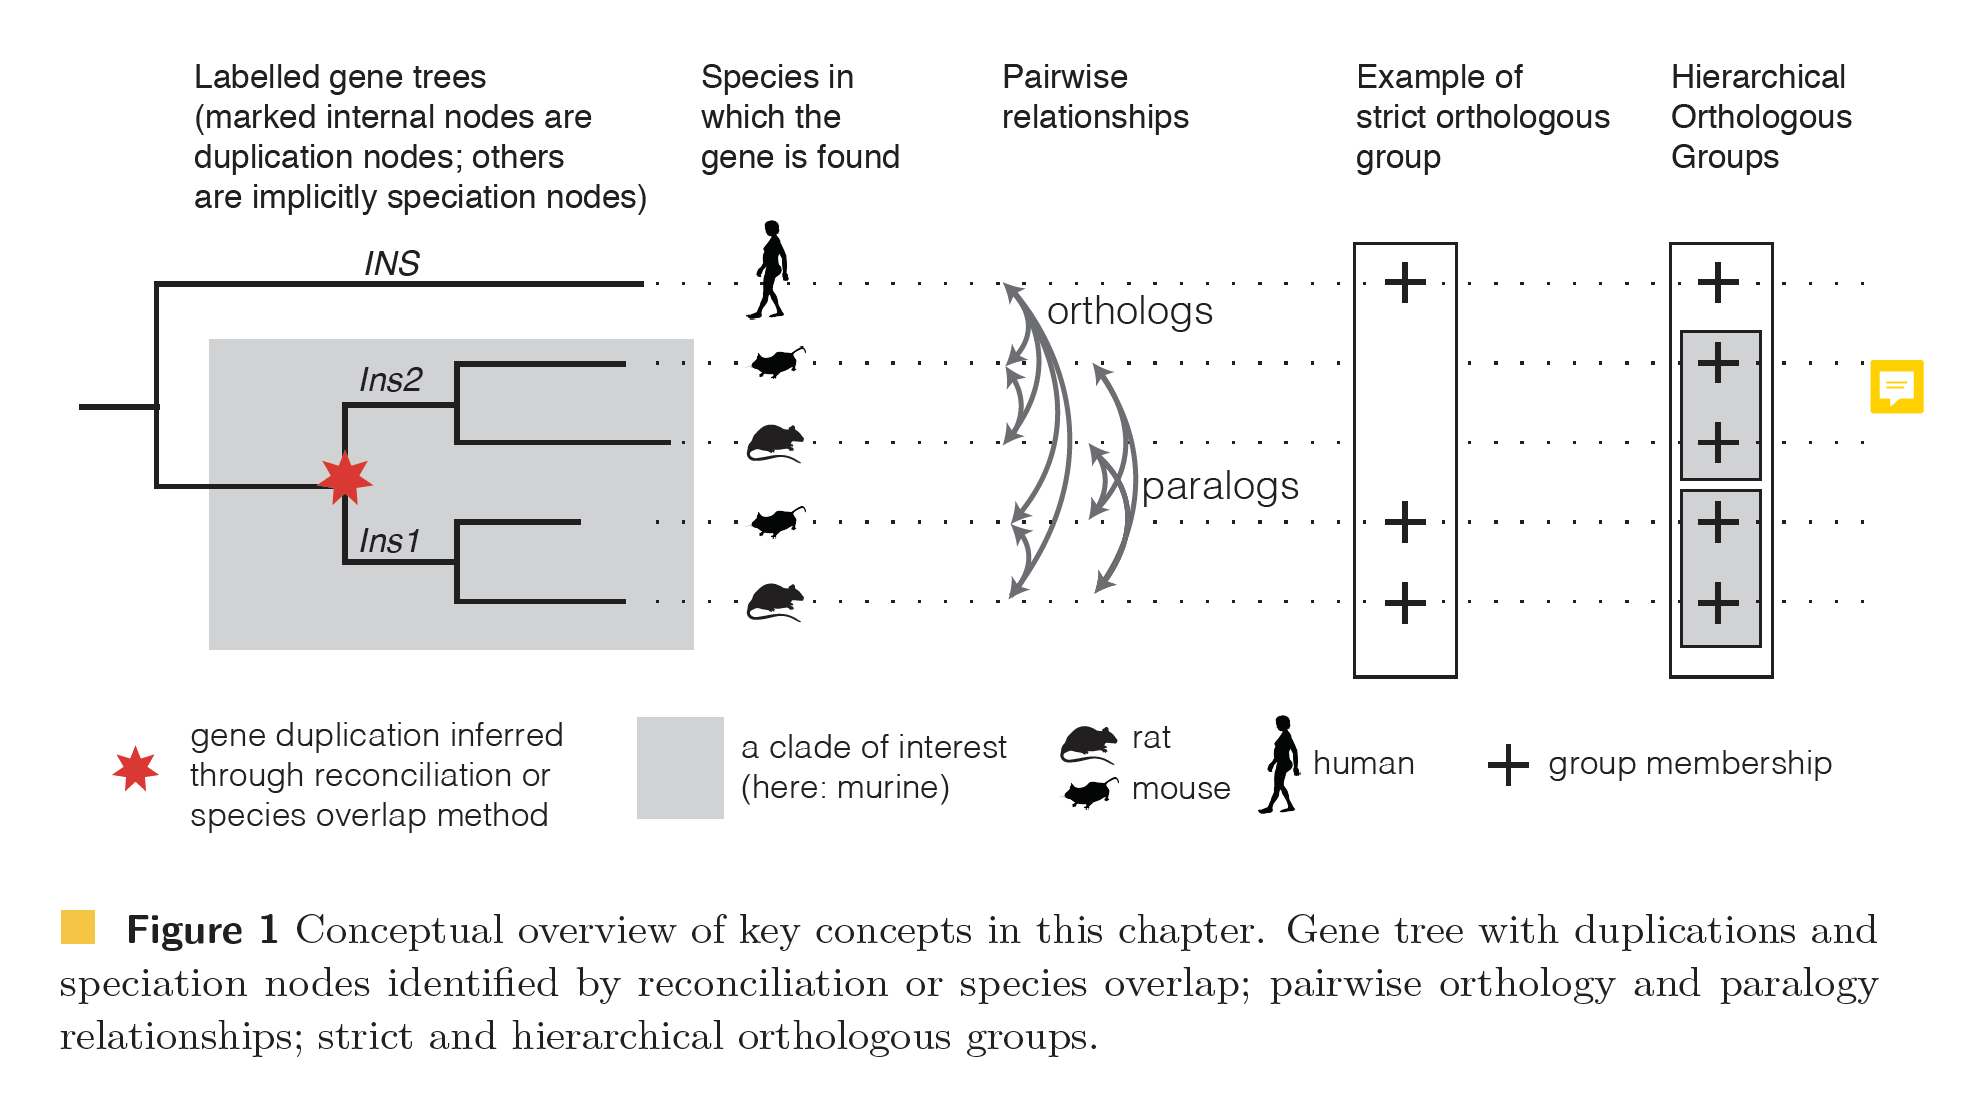 Labelled gene trees
(marked internal nodes are
duplication nodes; others
are implicitly speciation nodes)
Species in
which the
gene is found
Pairwise
relationships
Example of
strict orthologous
group
Hierarchical
Orthologous
Groups
INS
orthologs
Ins2
paralogs
Ins1
gene duplication inferred
through reconciliation or
species overlap method
a clade of interest
(here: murine)
rat
mouse
human
group membership
Figure 1 Conceptual overview of key concepts in this chapter. Gene tree with duplications and
speciation nodes identified by reconciliation or species overlap; pairwise orthology and paralogy
relationships; strict and hierarchical orthologous groups.